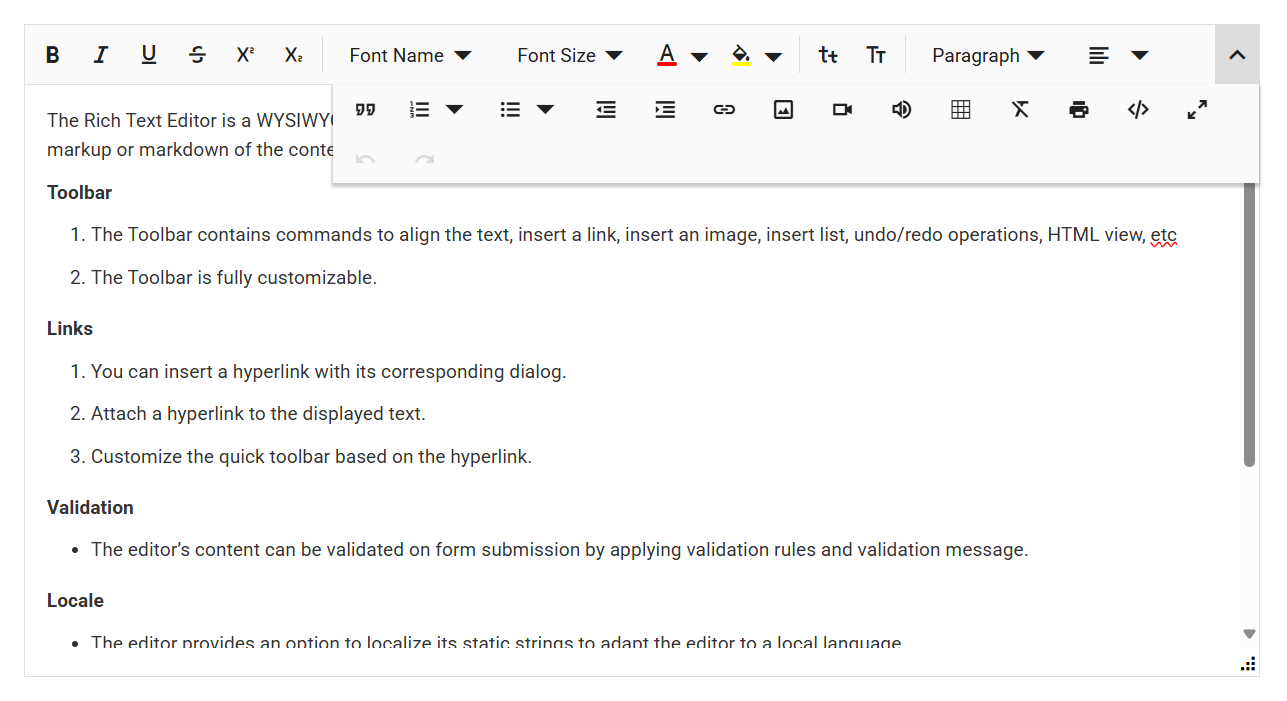 B I U S X² X₂ Font Name Font Size A tt Tt Paragraph
The Rich Text Editor is a
markup or markdown of the
Toolbar
1. The Toolbar contains commands to align the text, insert a link, insert an image, insert list, undo/redo operations, HTML view, etc
2. The Toolbar is fully customizable.
Links
1. You can insert a hyperlink with its corresponding dialog.
2. Attach a hyperlink to the displayed text.
3. Customize the quick toolbar based on the hyperlink.
Validation
• The editor’s content can be validated on form submission by applying validation rules and validation message.
Locale
• The editor provides an option to localize its static strings to adapt the editor to a local language